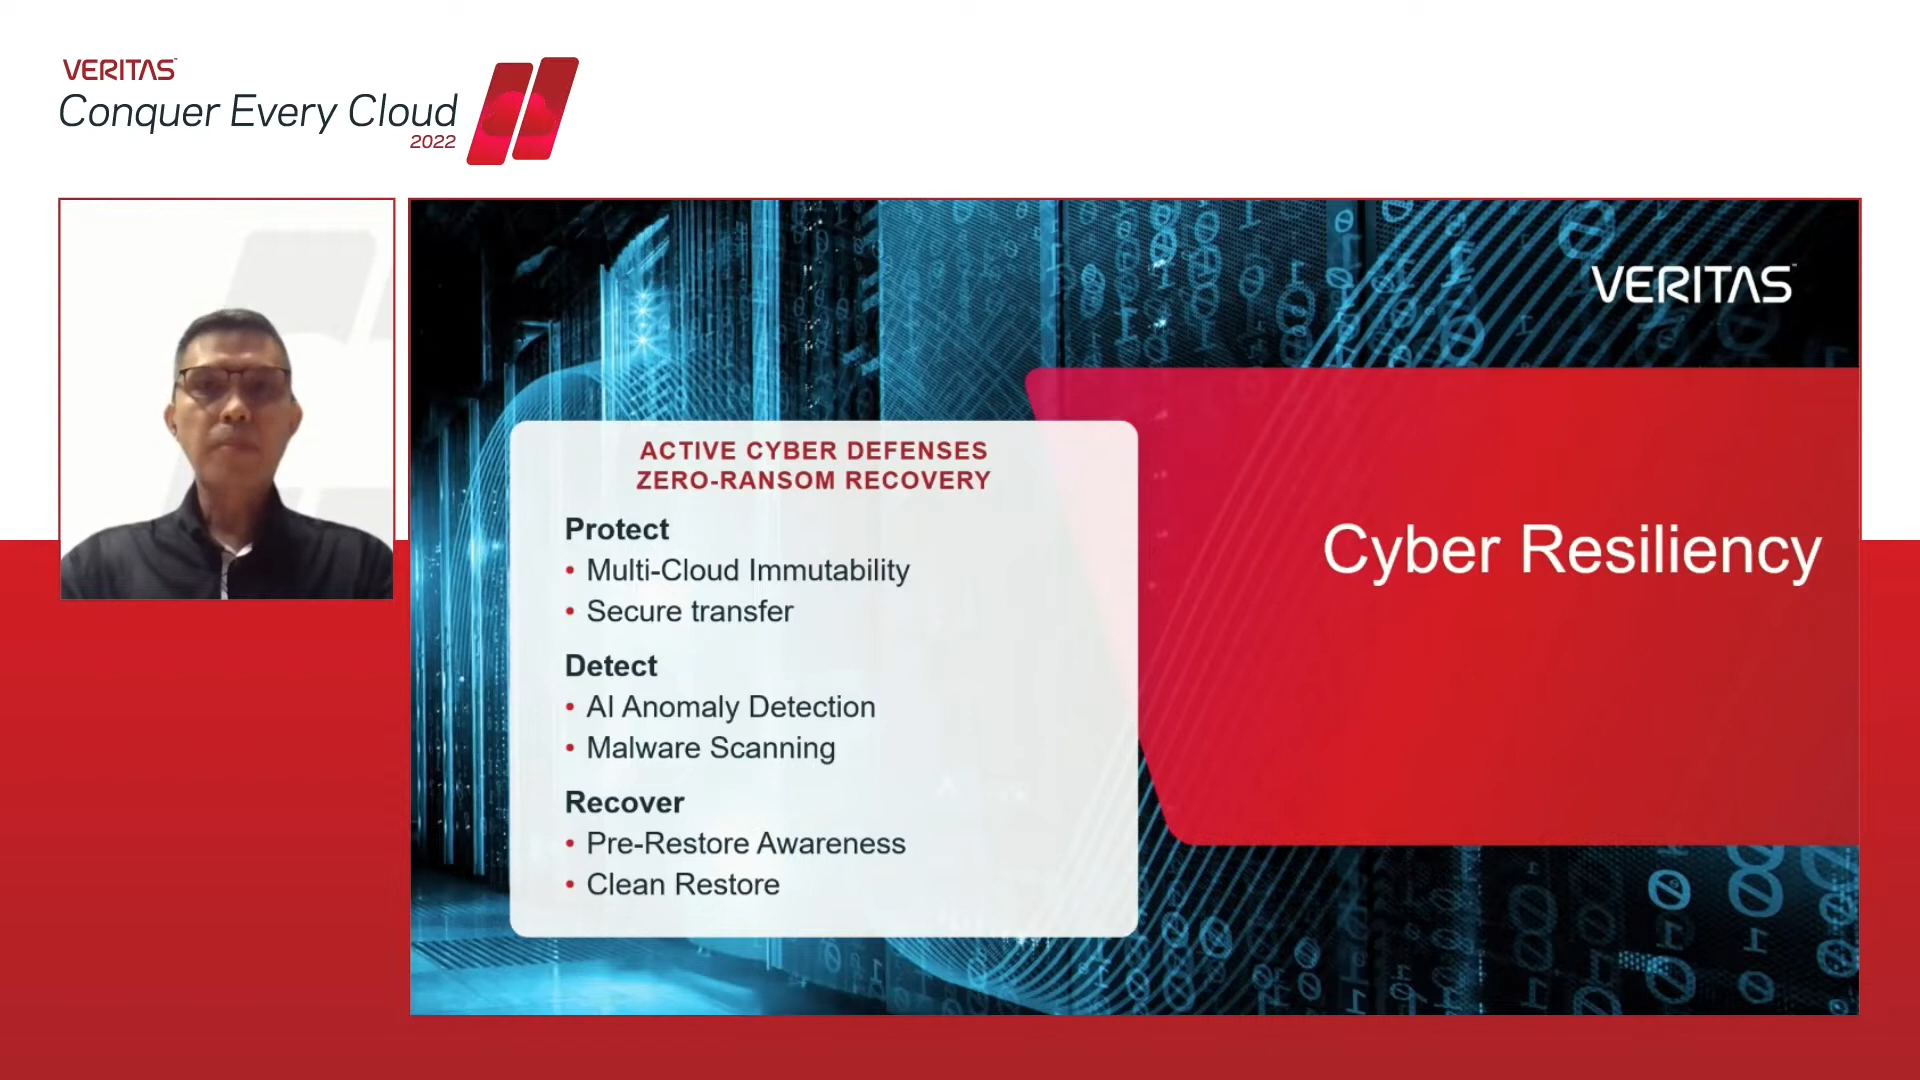 VERITAS
Conquer Every Cloud
2022
VERITAS
ACTIVE CYBER DEFENSES
ZERO-RANSOM RECOVERY
Protect
• Multi-Cloud Immutability
• Secure transfer
Detect
• AI Anomaly Detection
• Malware Scanning
Recover
• Pre-Restore Awareness
• Clean Restore
Cyber Resiliency